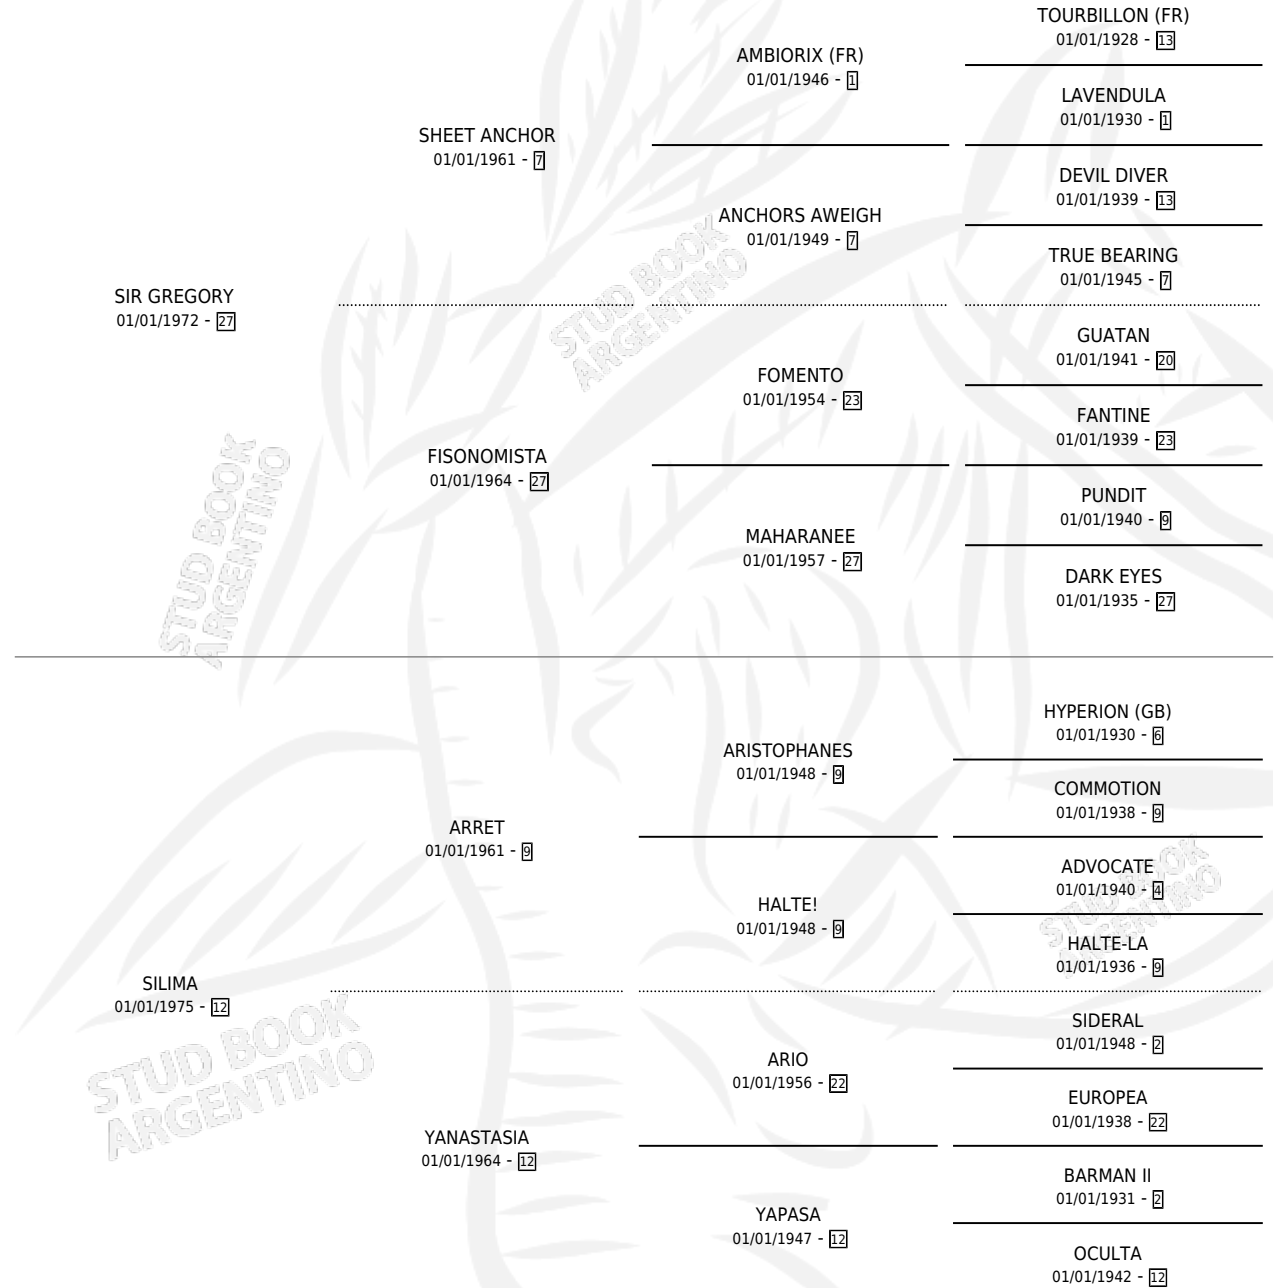 TOURBILLON (FR)
01/01/1928 - 13
AMBIORIX (FR)
01/01/1946 - 1
LAVENDULA
01/01/1930 - 1
SHEET ANCHOR
01/01/1961 - 7
DEVIL DIVER
01/01/1939 - 13
ANCHORS AWEIGH
01/01/1949 - 7
TRUE BEARING
01/01/1945 - 7
SIR GREGORY
01/01/1972 - 27
GUATAN
01/01/1941 - 20
FOMENTO
01/01/1954 - 23
FANTINE
01/01/1939 - 23
FISONOMISTA
01/01/1964 - 27
PUNDIT
01/01/1940 - 9
MAHARANEE
01/01/1957 - 27
DARK EYES
01/01/1935 - 27
STUD BOOK
ARGENTINO
STUD BOOK
ARGENTINO
HYPERION (GB)
01/01/1930 - 6
ARISTOPHANES
01/01/1948 - 9
COMMOTION
01/01/1938 - 9
ARRET
01/01/1961 - 9
ADVOCATE
01/01/1940 - 4
HALTE!
01/01/1948 - 9
HALTE-LA
01/01/1936 - 9
SILIMA
01/01/1975 - 12
SIDERAL
01/01/1948 - 2
ARIO
01/01/1956 - 22
EUROPEA
01/01/1938 - 22
YANASTASIA
01/01/1964 - 12
BARMAN II
01/01/1931 - 2
YAPASA
01/01/1947 - 12
OCULTA
01/01/1942 - 12
STUD BOOK
ARGENTINO
STUD BOOK
ARGENTINO